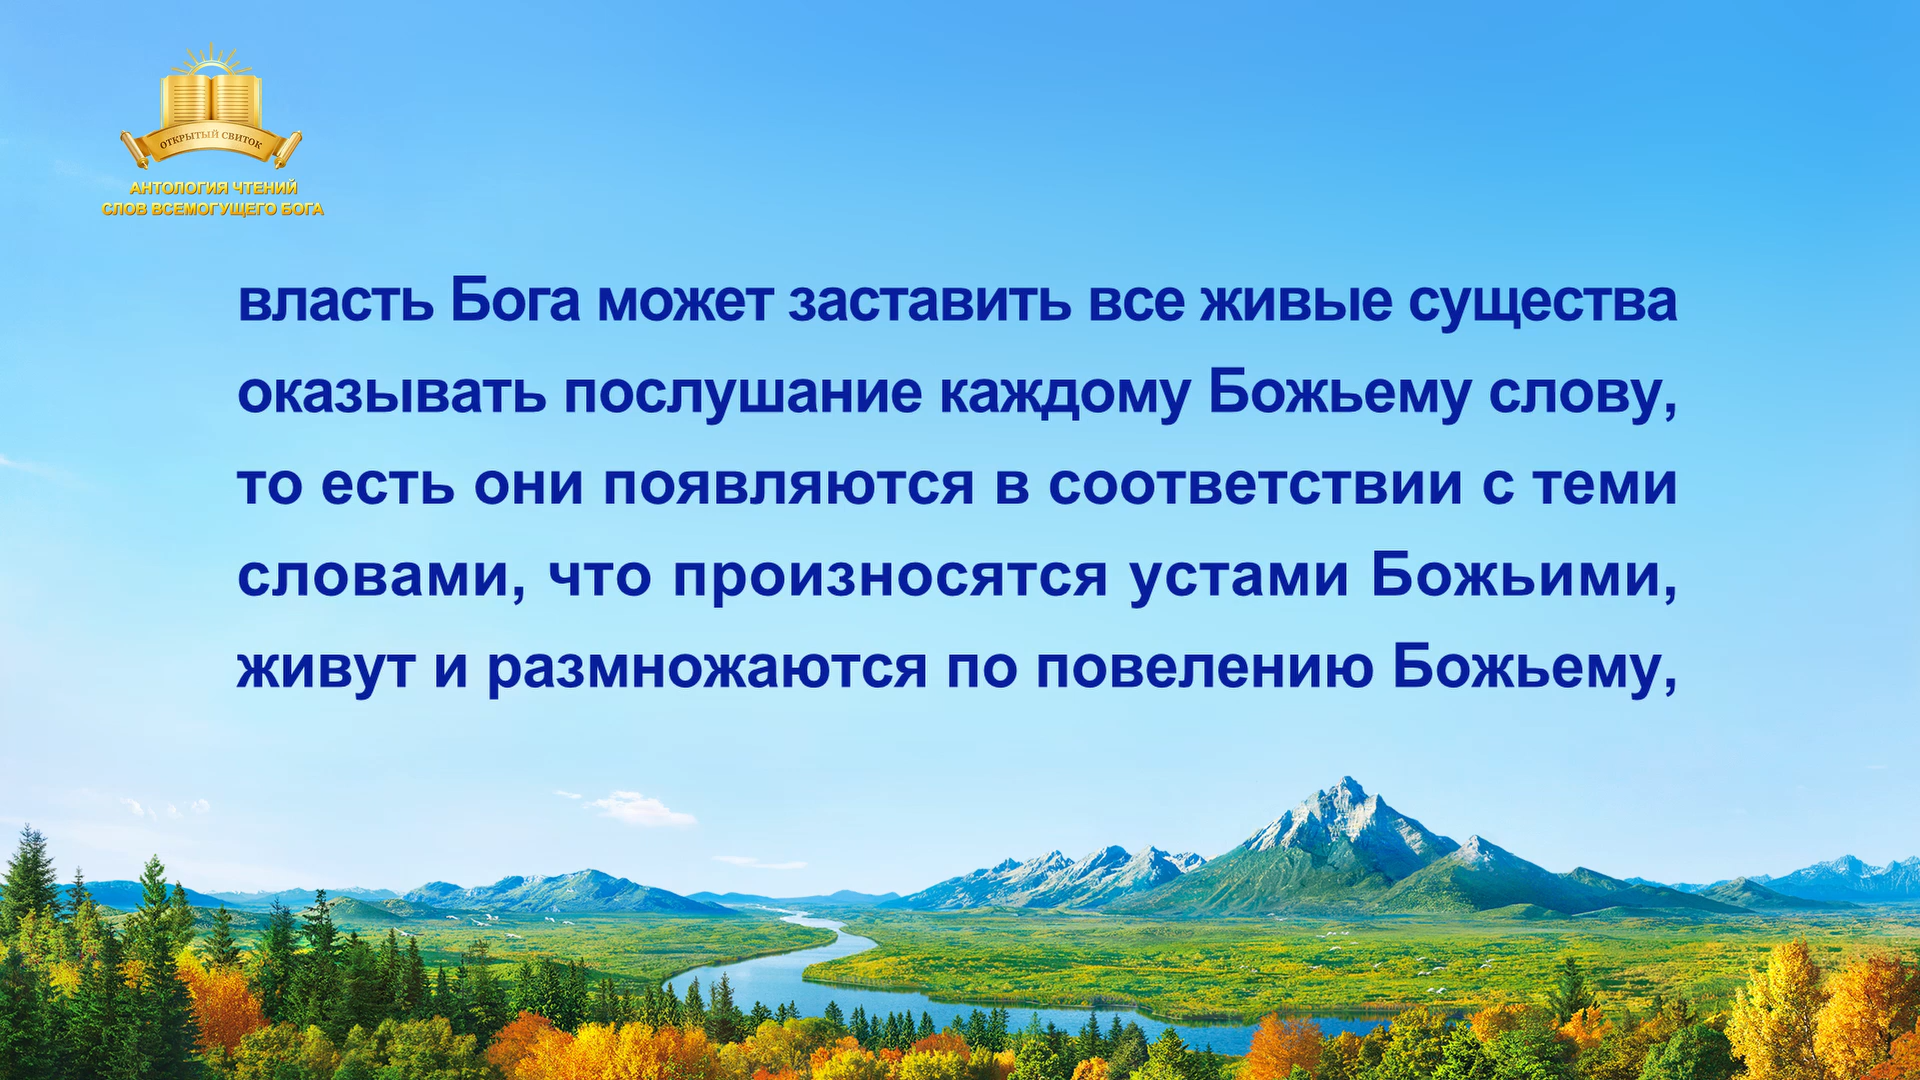 ОТКРЫТЫЙ СВИТОК
АНТОЛОГИЯ ЧТЕНИЙ
СЛОВ ВСЕМОГУЩЕГО БОГА
власть Бога может заставить все живые существа
оказывать послушание каждому Божьему слову,
то есть они появляются в соответствии с теми
словами, что произносятся устами Божьими,
живут и размножаются по повелению Божьему,